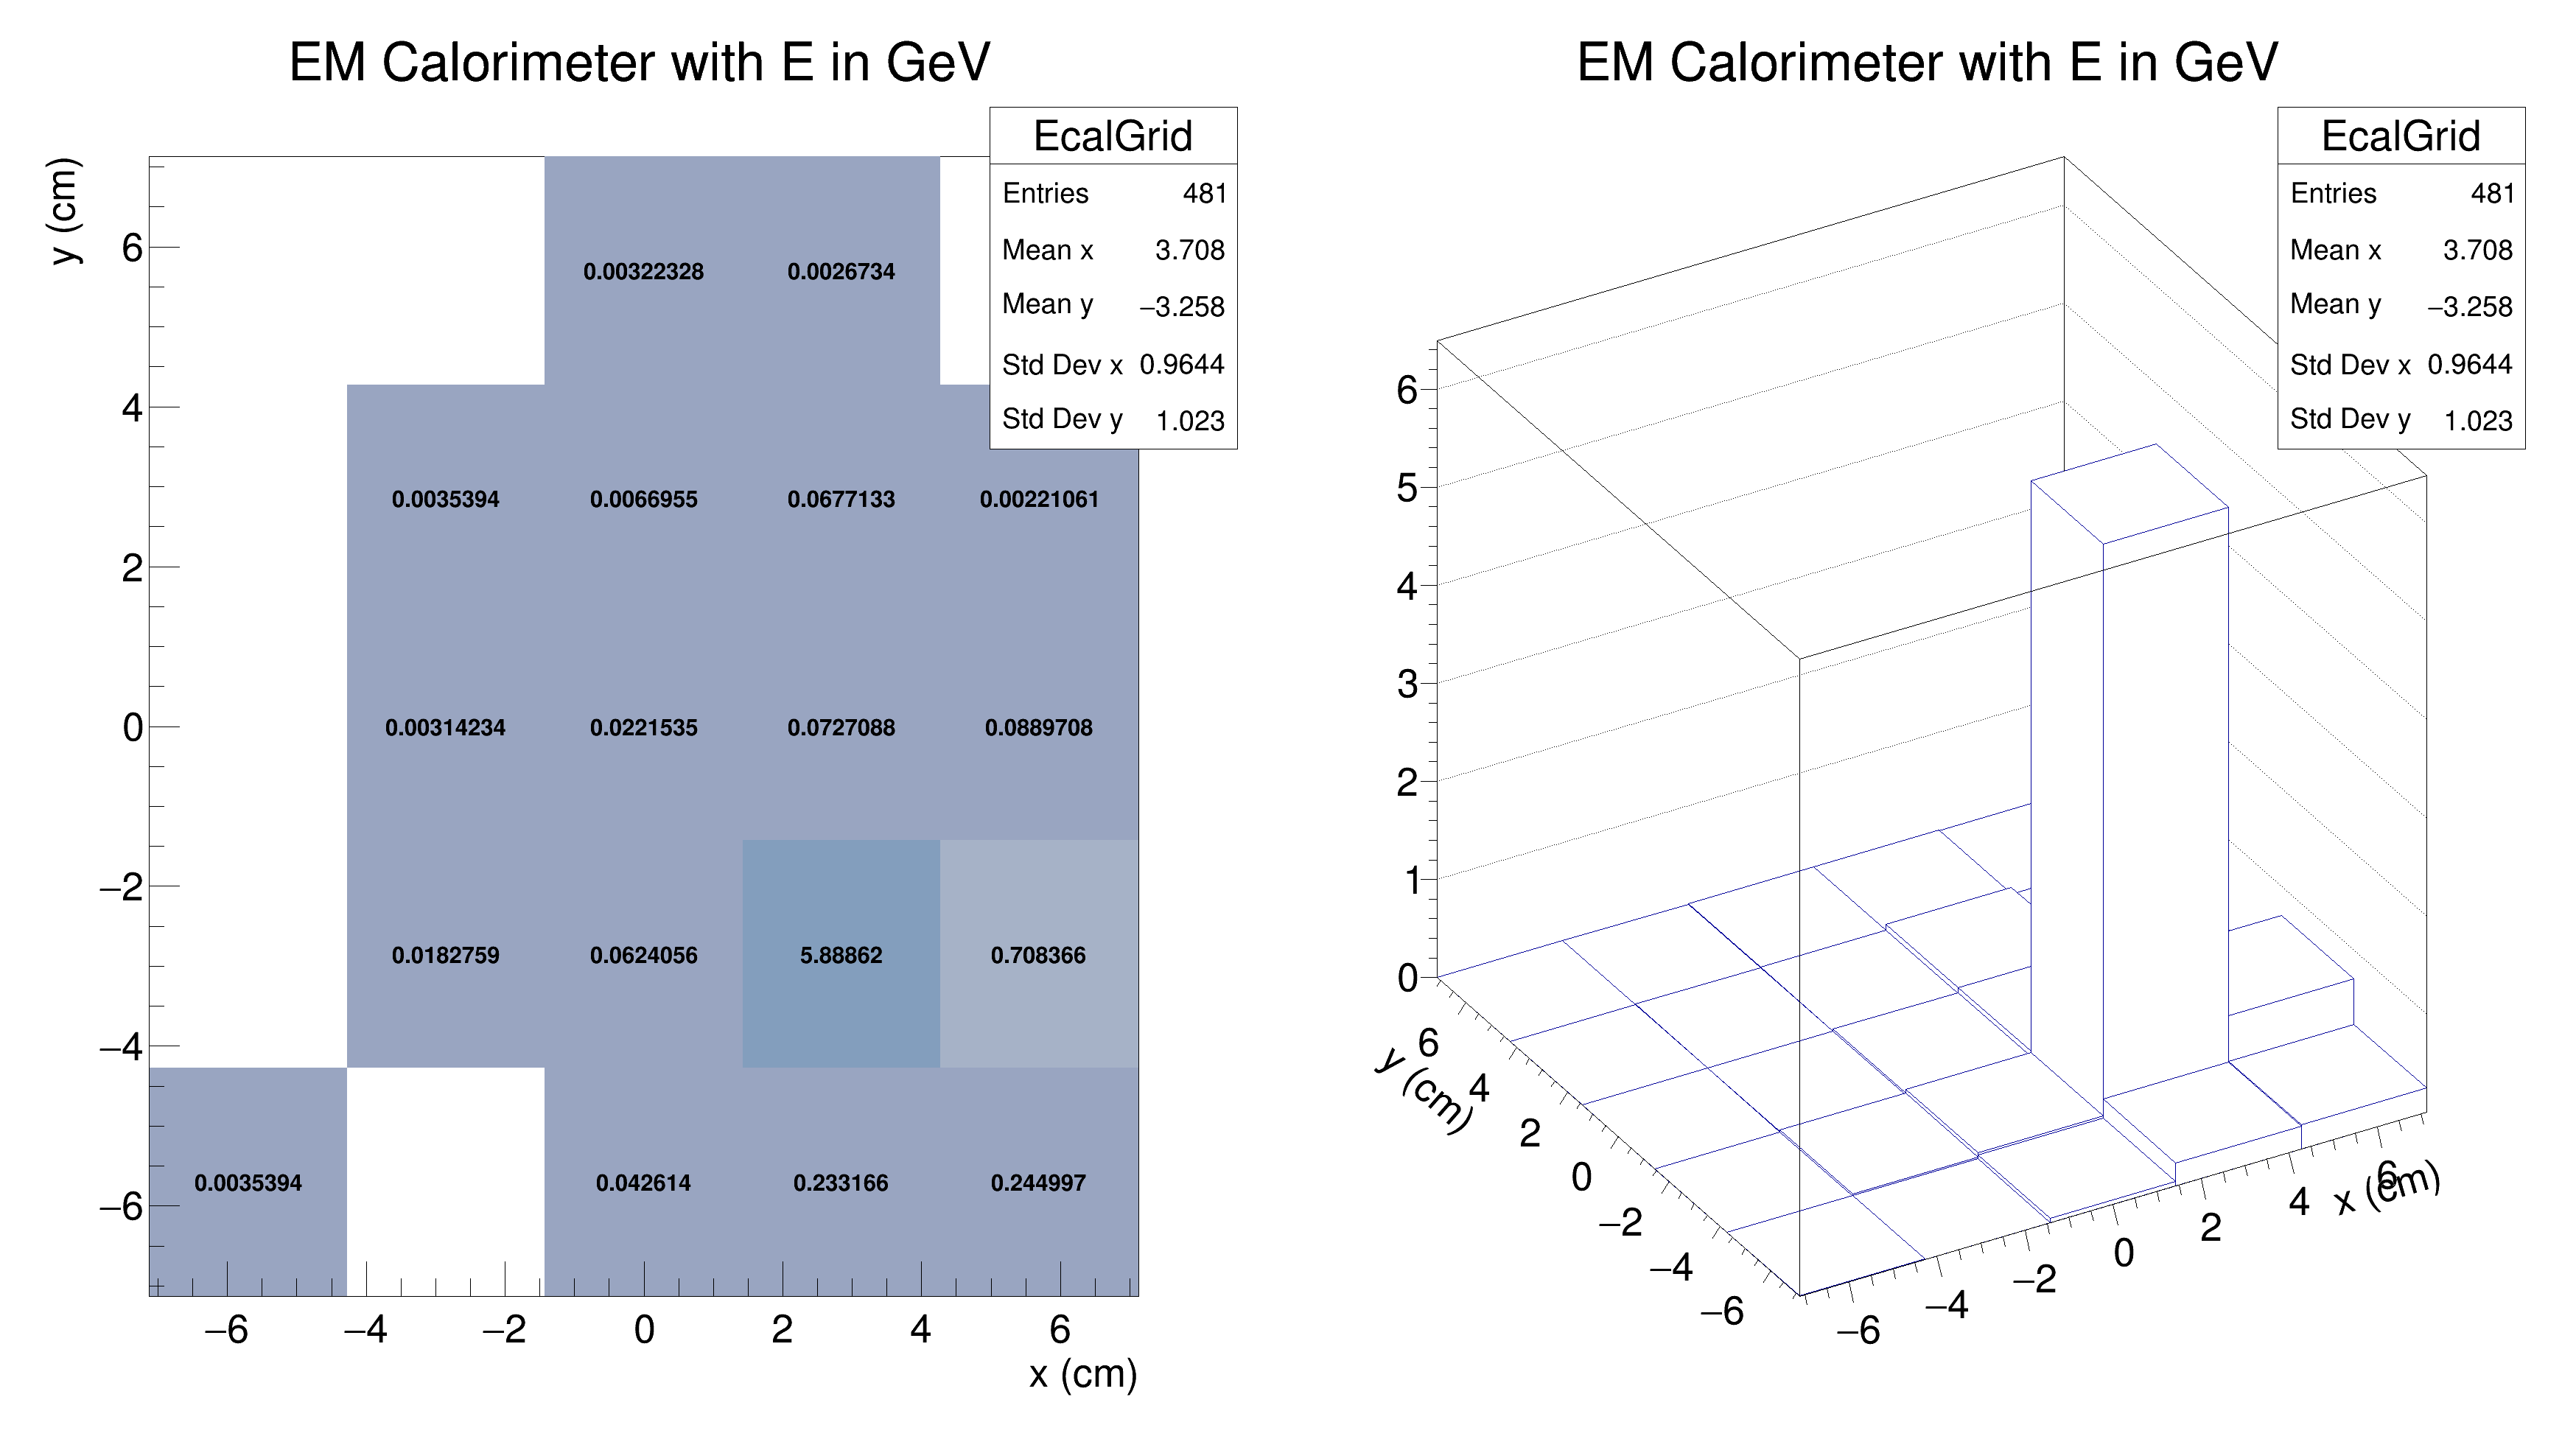 EM Calorimeter with E in GeV
EcalGrid
Entries 481
Mean x 3.708
Mean y −3.258
Std Dev x 0.9644
Std Dev y 1.023
y (cm)
6
4
2
0
−2
−4
−6
0.00322328 0.0026734
0.0035394 0.0066955 0.0677133 0.00221061
0.00314234 0.0221535 0.0727088 0.0889708
0.0182759 0.0624056 5.88862 0.708366
0.0035394 0.042614 0.233166 0.244997
−6 −4 −2 0 2 4 6
x (cm)
EM Calorimeter with E in GeV
EcalGrid
Entries 481
Mean x 3.708
Mean y −3.258
Std Dev x 0.9644
Std Dev y 1.023
6
5
4
3
2
1
0
6
4
2
0
−2
−4
−6
y (cm)
−6 −4 −2 0 2 4 6
x (cm)